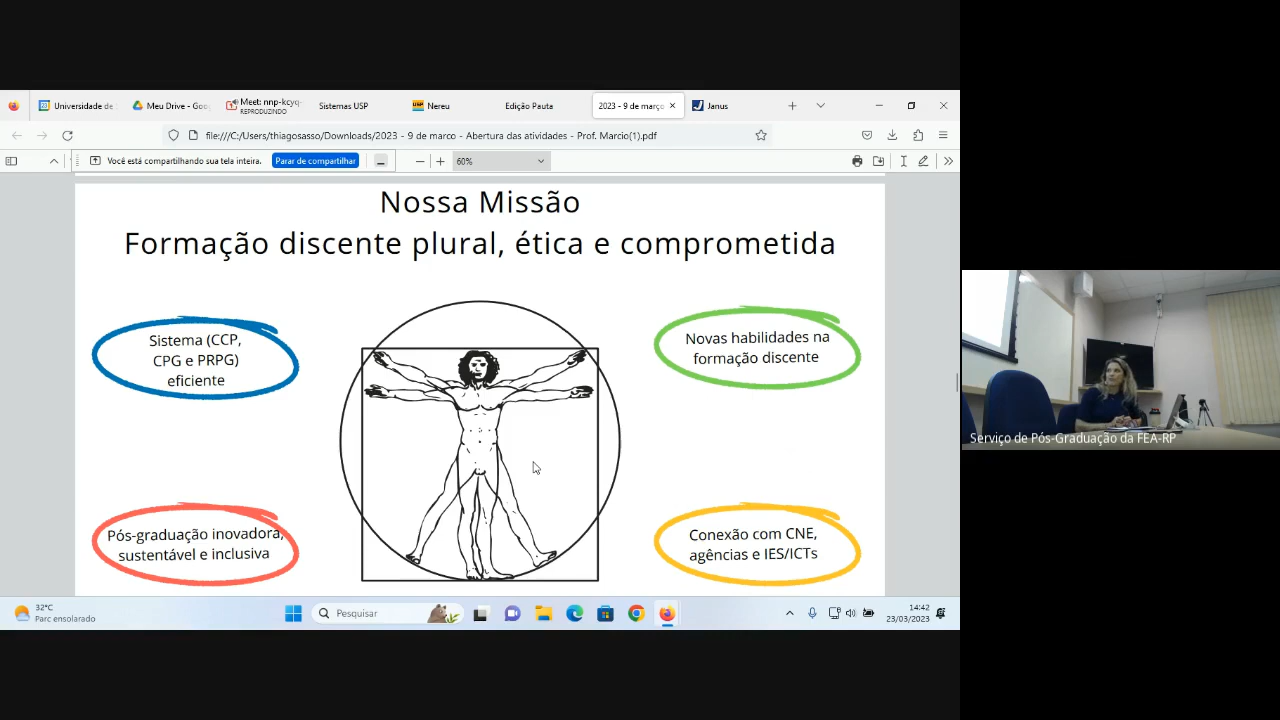 Universidade de
Meu Drive - Goo
Meet: nnp-kcyq-
REPRODUZINDO
Sistemas USP
USP
Nereu
Edição Pauta
2023 - 9 de março
Janus
file:///C:/Users/thiagosasso/Downloads/2023 - 9 de marco - Abertura das atividades - Prof. Marcio(1).pdf
Você está compartilhando sua tela inteira.
Parar de compartilhar
60%
Nossa Missão
Formação discente plural, ética e comprometida
Sistema (CCP,
CPG e PRPG)
eficiente
Novas habilidades na
formação discente
Pós-graduação inovadora,
sustentável e inclusiva
Conexão com CNE,
agências e IES/ICTs
Serviço de Pós-Graduação da FEA-RP
32°C
Parc ensolarado
Pesquisar
14:42
23/03/2023